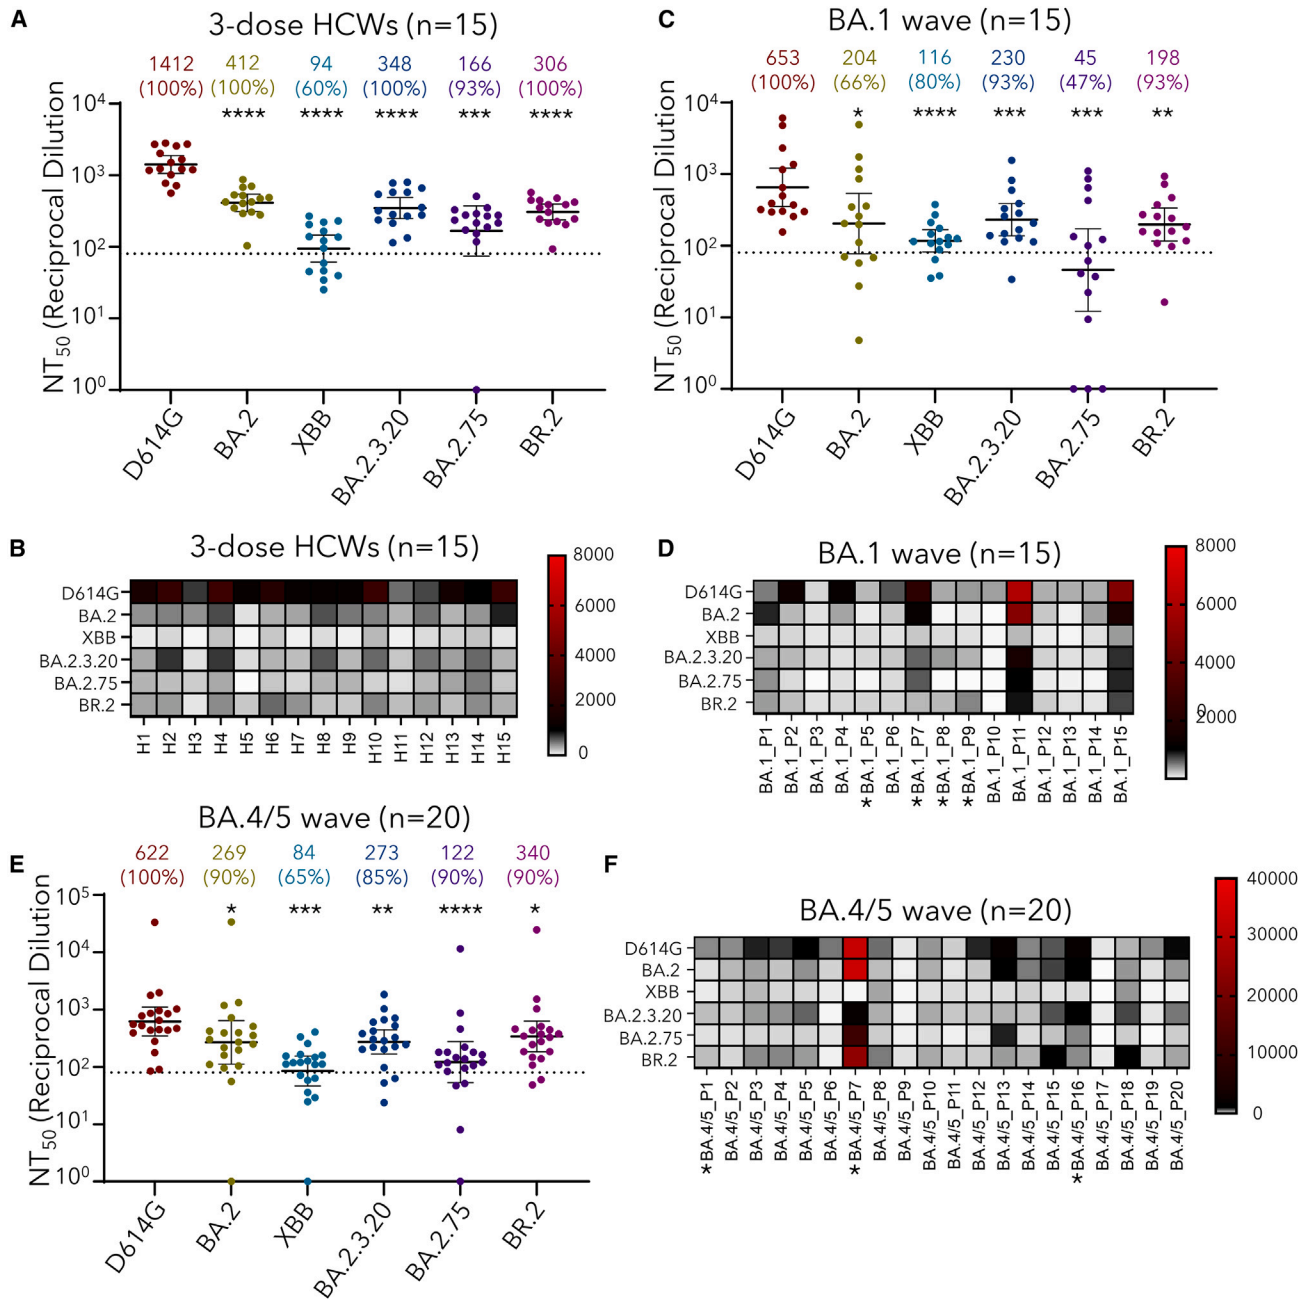 A
3-dose HCWs (n=15)
1412 412 94 348 166 306
(100%) (100%) (60%) (100%) (93%) (100%)
**** **** **** *** ****
NT50 (Reciprocal Dilution
10^4
10^3
10^2
10^1
10^0
D614G BA.2 XBB BA.2.3.20 BA.2.75 BR.2
C
BA.1 wave (n=15)
653 204 116 230 45 198
(100%) (66%) (80%) (93%) (47%) (93%)
* **** *** *** **
NT50 (Reciprocal Dilution
10^4
10^3
10^2
10^1
10^0
D614G BA.2 XBB BA.2.3.20 BA.2.75 BR.2
B
3-dose HCWs (n=15)
D614G
BA.2
XBB
BA.2.3.20
BA.2.75
BR.2
H1 H2 H3 H4 H5 H6 H7 H8 H9 H10 H11 H12 H13 H14 H15
8000
6000
4000
2000
0
D
BA.1 wave (n=15)
D614G
BA.2
XBB
BA.2.3.20
BA.2.75
BR.2
BA.1_P1 BA.1_P2 BA.1_P3 BA.1_P4 *BA.1_P5 BA.1_P6 *BA.1_P7 *BA.1_P8 *BA.1_P9 BA.1_P10 BA.1_P11 BA.1_P12 BA.1_P13 BA.1_P14 BA.1_P15
8000
6000
4000
2000
0
E
BA.4/5 wave (n=20)
622 269 84 273 122 340
(100%) (90%) (65%) (85%) (90%) (90%)
* *** ** **** *
NT50 (Reciprocal Dilution
10^5
10^4
10^3
10^2
10^1
10^0
D614G BA.2 XBB BA.2.3.20 BA.2.75 BR.2
F
BA.4/5 wave (n=20)
D614G
BA.2
XBB
BA.2.3.20
BA.2.75
BR.2
*BA.4/5_P1 BA.4/5_P2 BA.4/5_P3 BA.4/5_P4 BA.4/5_P5 BA.4/5_P6 *BA.4/5_P7 BA.4/5_P8 BA.4/5_P9 BA.4/5_P10 BA.4/5_P11 BA.4/5_P12 BA.4/5_P13 BA.4/5_P14 BA.4/5_P15 *BA.4/5_P16 BA.4/5_P17 BA.4/5_P18 BA.4/5_P19 BA.4/5_P20
40000
30000
20000
10000
0